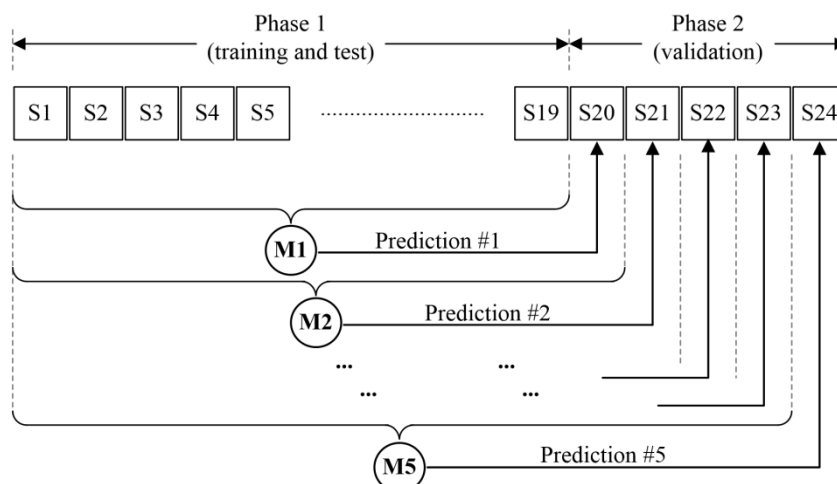 Phase 1
(training and test)
Phase 2
(validation)
S1 S2 S3 S4 S5 ........................................ S19 S20 S21 S22 S23 S24
M1 Prediction #1
M2 Prediction #2
... ...
... ...
M5 Prediction #5